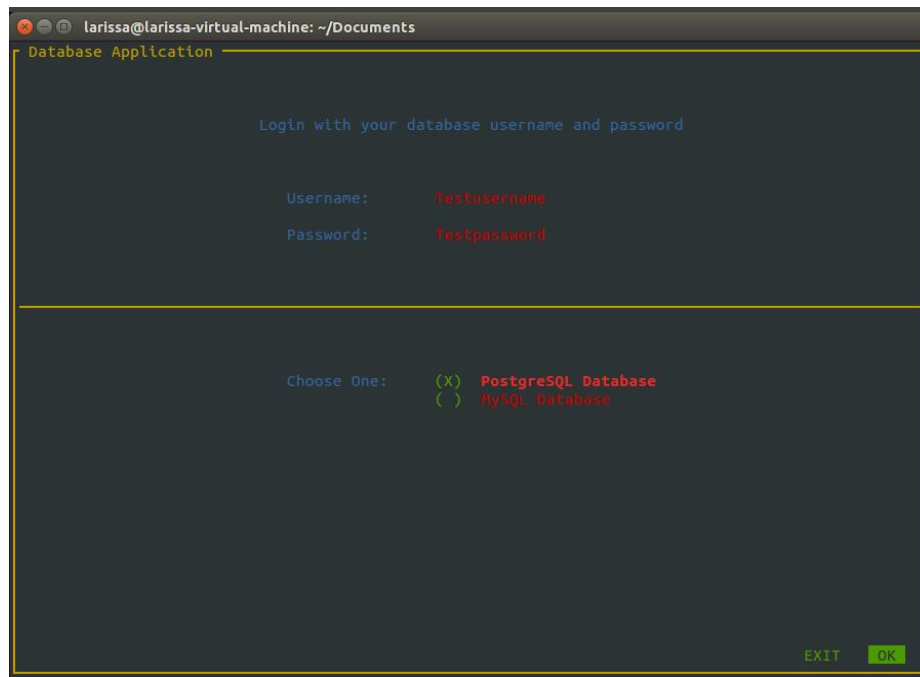 larissa@larissa-virtual-machine: ~/Documents
Database Application
Login with your database username and password
Username: Testusername
Password: Testpassword
Choose One: (X) PostgreSQL Database
( ) MySQL Database
EXIT OK